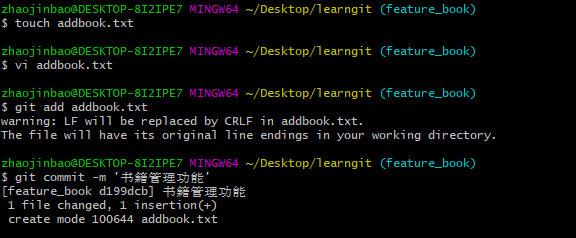 zhaojinbao@DESKTOP-8I2IPE7 MINGW64 ~/Desktop/learngit (feature_book)
$ touch addbook.txt
zhaojinbao@DESKTOP-8I2IPE7 MINGW64 ~/Desktop/learngit (feature_book)
$ vi addbook.txt
zhaojinbao@DESKTOP-8I2IPE7 MINGW64 ~/Desktop/learngit (feature_book)
$ git add addbook.txt
warning: LF will be replaced by CRLF in addbook.txt.
The file will have its original line endings in your working directory.
zhaojinbao@DESKTOP-8I2IPE7 MINGW64 ~/Desktop/learngit (feature_book)
$ git commit -m '书籍管理功能'
[feature_book d199dcb] 书籍管理功能
1 file changed, 1 insertion(+)
create mode 100644 addbook.txt